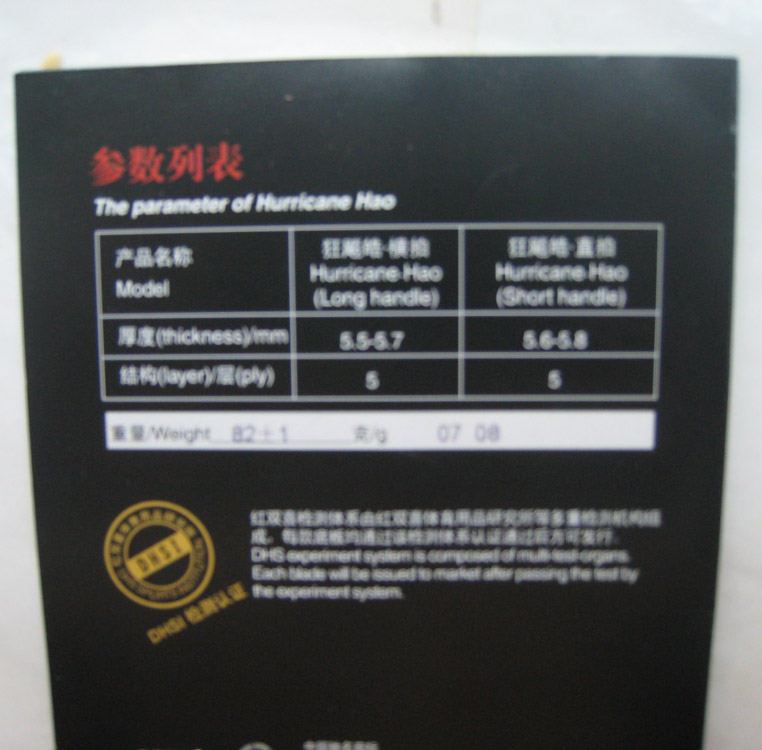 参数列表
The parameter of Hurricane Hao
产品名称
Model
狂飚皓·横拍
Hurricane-Hao
(Long handle)
狂飚皓·直拍
Hurricane-Hao
(Short handle)
厚度(thickness)/mm 5.5-5.7 5.6-5.8
结构(layer)/层(ply) 5 5
重量/Weight 82±1 克/g 07 08
红双喜检测体系由红双喜体育用品研究所等多重检测机构组
成，每款底板均通过该检测体系认证通过后方可发行.
DHS experiment system is composed of multi-test-organs.
Each blade will be issued to market after passing the test by
the experiment system.
DHSI
DHSI 检测认证